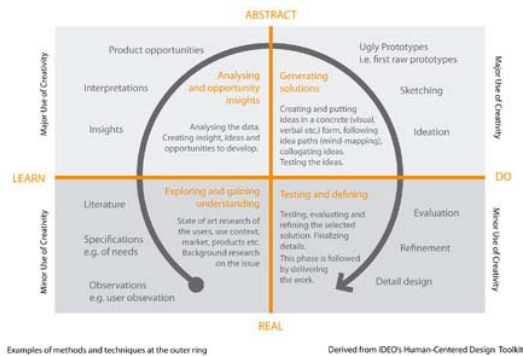 ABSTRACT
Product opportunities
Interpretations
Insights
Major Use of Creativity
Analysing
and opportunity
insights
Analysing the data.
Creating insight, ideas and
opportunities to develop.
Generating
solutions
Creating and putting
ideas in a concrete (visual,
verbal etc.) form, following
idea paths (mind-mapping),
collogating ideas.
Testing the ideas.
Ugly Prototypes
i.e. first raw prototypes
Sketching
Ideation
Major Use of Creativity
LEARN
DO
Minor Use of Creativity
Literature
Specifications
e.g. of needs
Observations
e.g. user obsevation
Exploring and gaining
understanding
State of art research of
the users, use context,
market, products etc.
Background research
on the issue
Testing and defining
Testing, evaluating and
refining the selected
solution. Finalizing
details.
This phase is followed
by delivering
the work.
Evaluation
Refinement
Detail design
Minor Use of Creativity
REAL
Examples of methods and techniques at the outer ring
Derived from IDEO's Human-Centered Design Toolkit